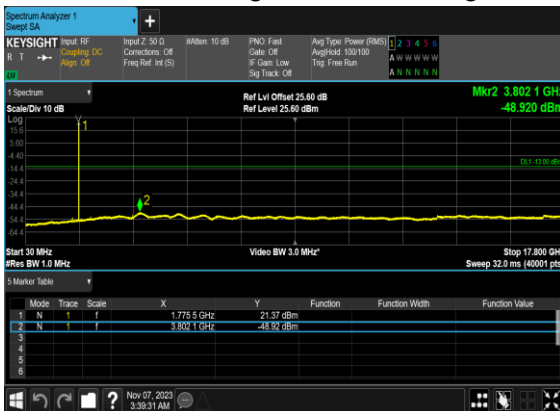 Spectrum Analyzer 1
Swept SA
KEYSIGHT Input: RF Input Z: 50 Ω #Atten: 10 dB PNO: Fast Avg Type: Power (RMS) 1 2 3 4 5 6
R T Coupling: DC Corrections: Off Gate: Off Avg|Hold: 100/100 A W W W W W
Align: Off Freq Ref: Int (S) IF Gain: Low Trig: Free Run
LV Sig Track: Off A N N N N N
1 Spectrum Ref Lvl Offset 25.60 dB Mkr2 3.802 1 GHz
Scale/Div 10 dB Ref Level 25.60 dBm -48.920 dBm
Log
15.6 1
5.60
-4.40
-14.4 DL1 -13.00 dBm
-24.4
-34.4 2
-44.4
-54.4
-64.4
Start 30 MHz Video BW 3.0 MHz* Stop 17.800 GH
#Res BW 1.0 MHz Sweep 32.0 ms (40001 pts
5 Marker Table
Mode Trace Scale X Y Function Function Width Function Value
1 N 1 f 1.775 5 GHz 21.37 dBm
2 N 1 f 3.802 1 GHz -48.92 dBm
3
4
5
6
? Nov 07, 2023
3:39:31 AM